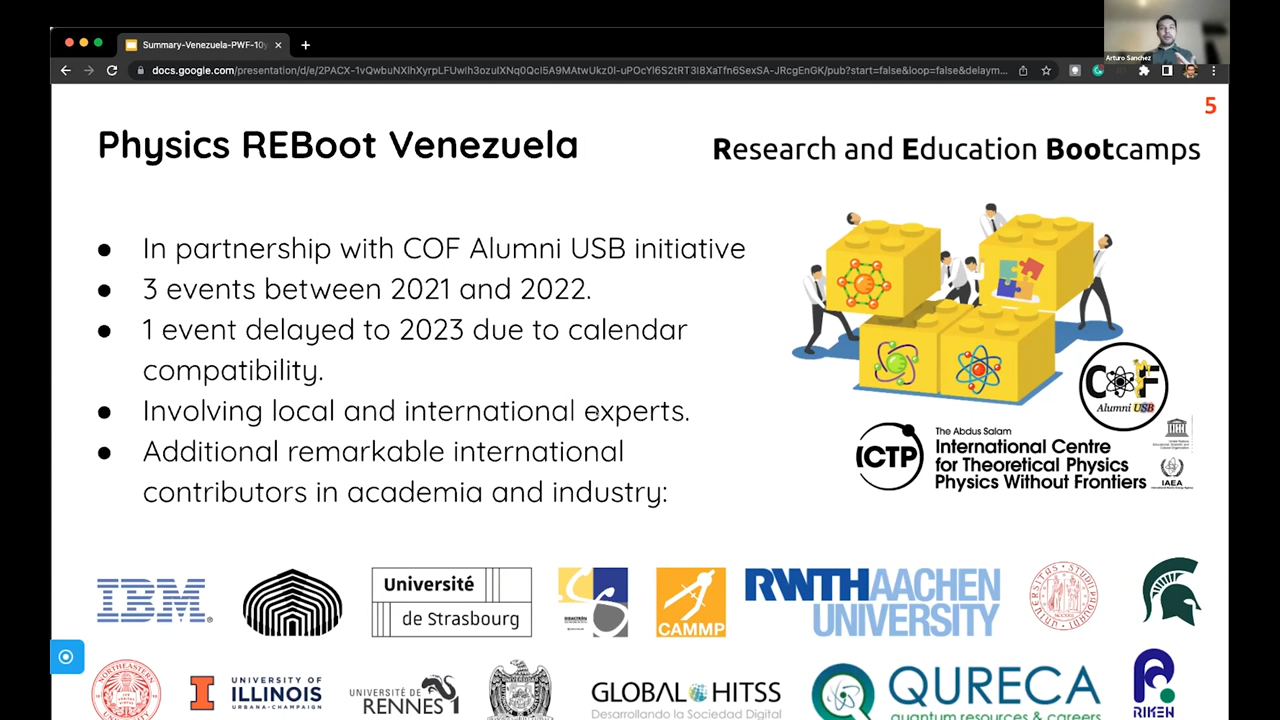 Summary-Venezuela-PWF-10y
docs.google.com/presentation/d/e/2PACX-1vQwbuNXlhXyrpLFUwlh3ozulXNq0Qcl5A9MAtwUkz0l-uPOcYl6S2tRT3I8XaTfn6SexSA-JRcgEnGK/pub?start=false&loop=false&delaym...
Arturo Sanchez
5
Physics REBoot Venezuela
Research and Education Bootcamps
● In partnership with COF Alumni USB initiative
● 3 events between 2021 and 2022.
● 1 event delayed to 2023 due to calendar
compatibility.
● Involving local and international experts.
● Additional remarkable international
contributors in academia and industry:
COF
Alumni USB
ICTP
The Abdus Salam
International Centre
for Theoretical Physics
Physics Without Frontiers
IAEA
IBM
Université
de Strasbourg
CAMMP
RWTH AACHEN
UNIVERSITY
UNIVERSITY OF
ILLINOIS
URBANA-CHAMPAIGN
UNIVERSITÉ DE
RENNES
GLOBAL HITSS
Desarrollando la Sociedad Digital
QURECA
quantum resources & careers
RIKEN